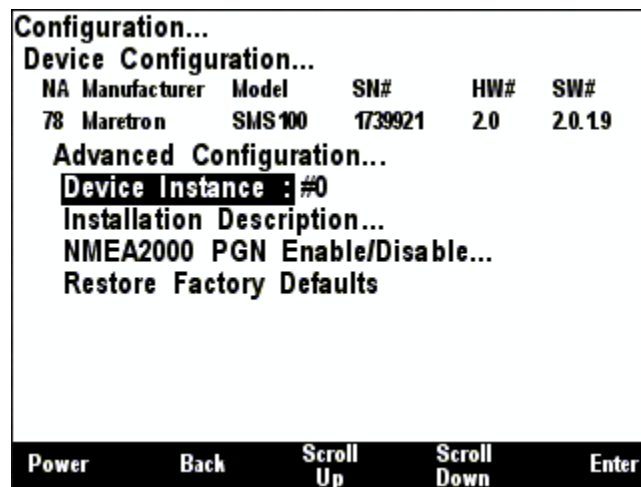 Configuration...
Device Configuration...
NA Manufacturer Model SN# HW# SW#
78 Maretron SMS100 1739921 2.0 2.0.1.9
Advanced Configuration...
Device Instance : #0
Installation Description...
NMEA2000 PGN Enable/Disable...
Restore Factory Defaults
Power Back Scroll Up Scroll Down Enter